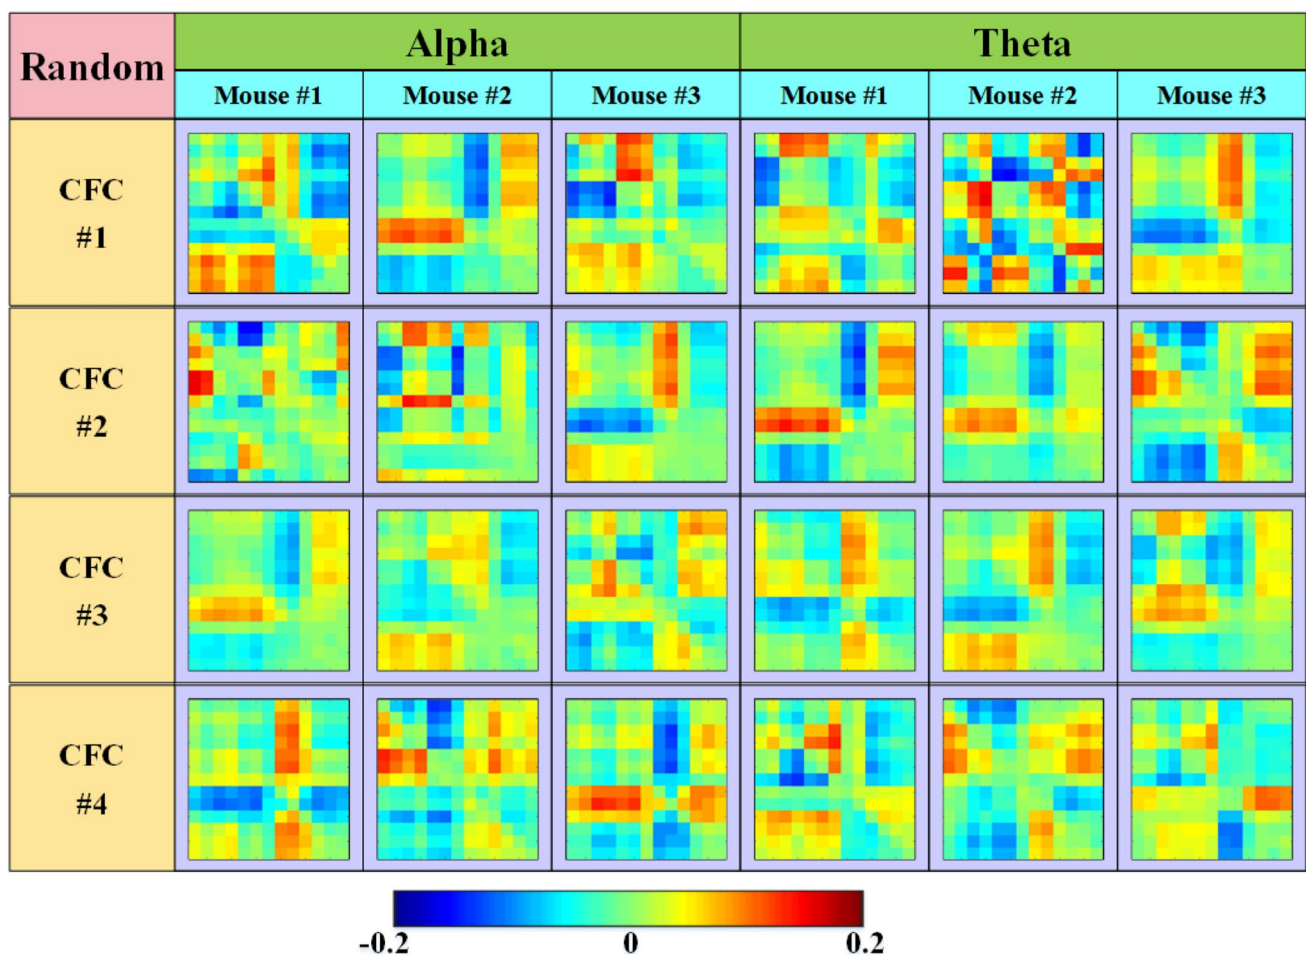 Random
Alpha
Theta
Mouse #1
Mouse #2
Mouse #3
Mouse #1
Mouse #2
Mouse #3
CFC
#1
CFC
#2
CFC
#3
CFC
#4
-0.2
0
0.2